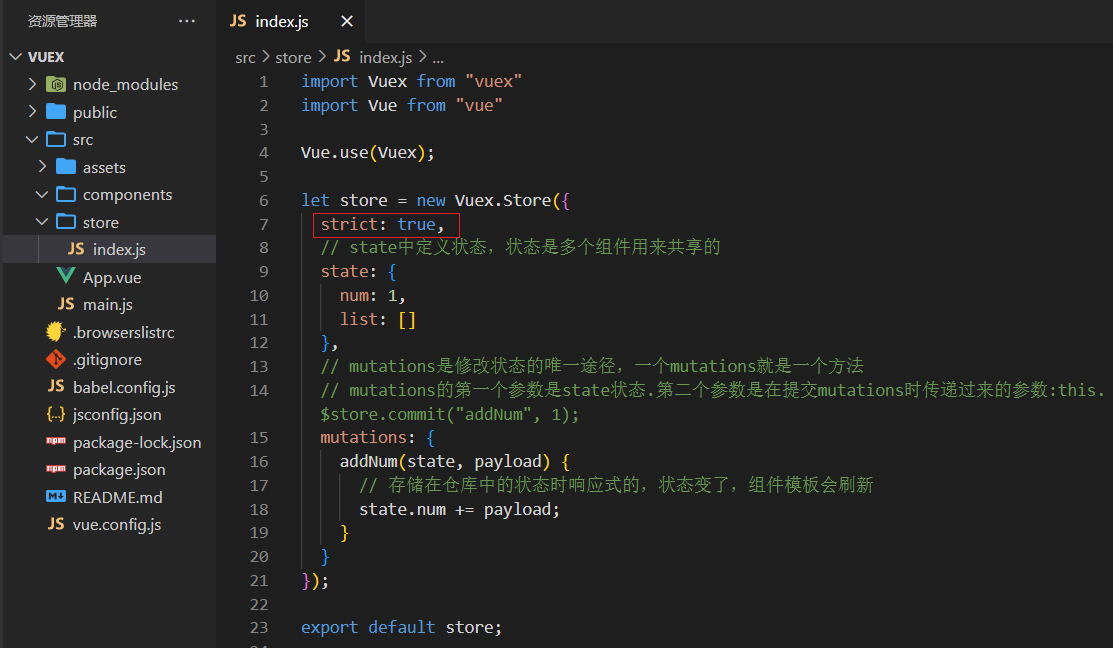 资源管理器 ...
VUEX
node_modules
public
src
assets
components
store
JS index.js
App.vue
JS main.js
.browserslistrc
.gitignore
JS babel.config.js
{..} jsconfig.json
npm package-lock.json
npm package.json
README.md
JS vue.config.js
JS index.js ×
src > store > JS index.js > ...
1 import Vuex from "vuex"
2 import Vue from "vue"
3
4 Vue.use(Vuex);
5
6 let store = new Vuex.Store({
7 strict: true,
8 // state中定义状态，状态是多个组件用来共享的
9 state: {
10 num: 1,
11 list: []
12 },
13 // mutations是修改状态的唯一途径，一个mutations就是一个方法
14 // mutations的第一个参数是state状态.第二个参数是在提交mutations时传递过来的参数:this.
$store.commit("addNum", 1);
15 mutations: {
16 addNum(state, payload) {
17 // 存储在仓库中的状态时响应式的，状态变了，组件模板会刷新
18 state.num += payload;
19 }
20 }
21 });
22
23 export default store;